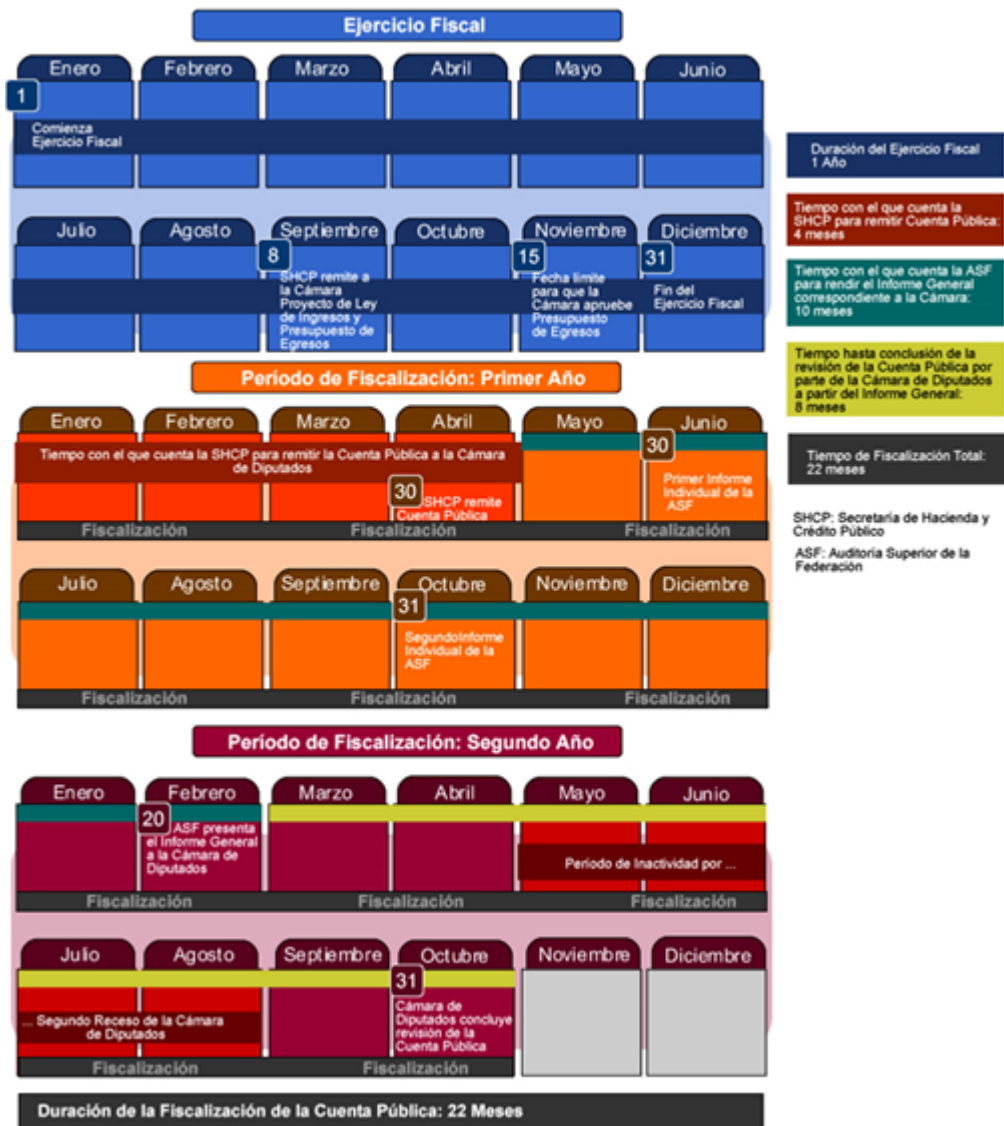 Ejercicio Fiscal
Enero Febrero Marzo Abril Mayo Junio
1
Comienza
Ejercicio Fiscal
Julio Agosto Septiembre Octubre Noviembre Diciembre
8
SHCP remite a
la Cámara
Proyecto de Ley
de Ingresos y
Presupuesto de
Egresos
15
Fecha límite
para que la
Cámara apruebe
Presupuesto
de Egresos
31
Fin del
Ejercicio Fiscal
Duración del Ejercicio Fiscal
1 Año
Tiempo con el que cuenta la
SHCP para remitir Cuenta Pública:
4 meses
Tiempo con el que cuenta la ASF
para rendir el Informe General
correspondiente a la Cámara:
10 meses
Tiempo hasta conclusión de la
revisión de la Cuenta Pública por
parte de la Cámara de Diputados
a partir del Informe General:
8 meses
Tiempo de Fiscalización Total:
22 meses
SHCP: Secretaría de Hacienda y
Crédito Público
ASF: Auditoría Superior de la
Federación
Período de Fiscalización: Primer Año
Enero Febrero Marzo Abril Mayo Junio
Tiempo con el que cuenta la SHCP para remitir la Cuenta Pública a la Cámara
de Diputados
30
SHCP remite
Cuenta Pública
30
Primer Informe
Individual de la
ASF
Fiscalización Fiscalización Fiscalización
Julio Agosto Septiembre Octubre Noviembre Diciembre
31
SegundoInforme
Individual de la
ASF
Fiscalización Fiscalización Fiscalización
Período de Fiscalización: Segundo Año
Enero Febrero Marzo Abril Mayo Junio
20
ASF presenta
el Informe General
a la Cámara de
Diputados
Período de Inactividad por ...
Fiscalización Fiscalización Fiscalización
Julio Agosto Septiembre Octubre Noviembre Diciembre
... Segundo Receso de la Cámara
de Diputados
31
Cámara de
Diputados concluye
revisión de la
Cuenta Pública
Fiscalización Fiscalización
Duración de la Fiscalización de la Cuenta Pública: 22 Meses